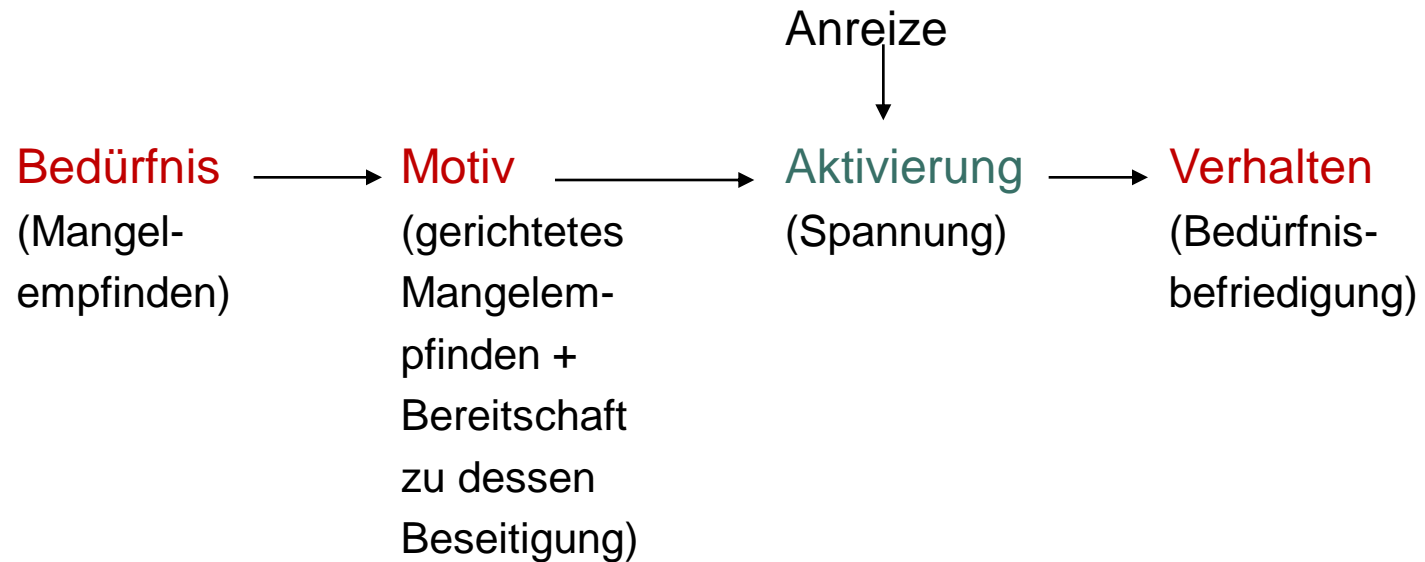 Anreize
Bedürfnis
(Mangel-
empfinden)
Motiv
(gerichtetes
Mangelem-
pfinden +
Bereitschaft
zu dessen
Beseitigung)
Aktivierung
(Spannung)
Verhalten
(Bedürfnis-
befriedigung)